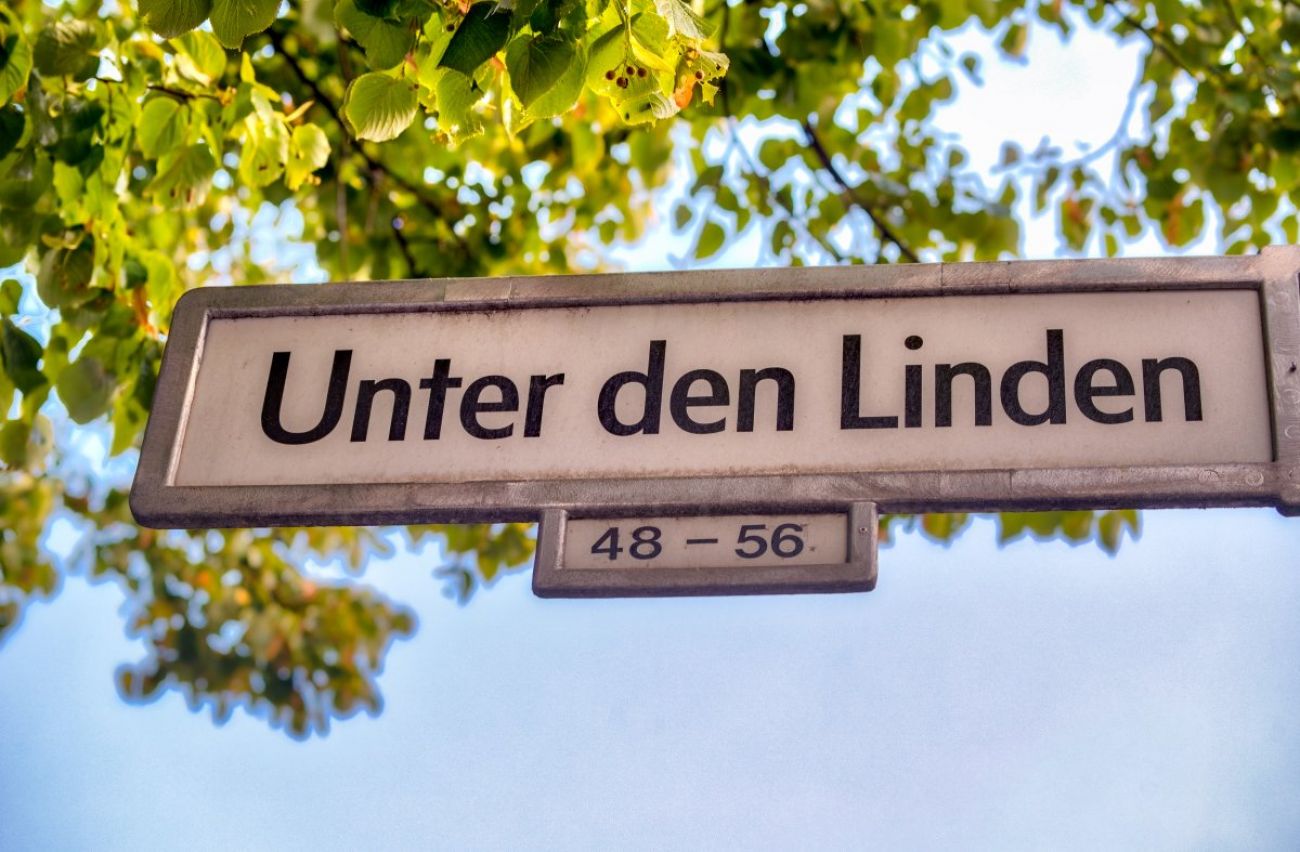 Unter den Linden
48 – 56